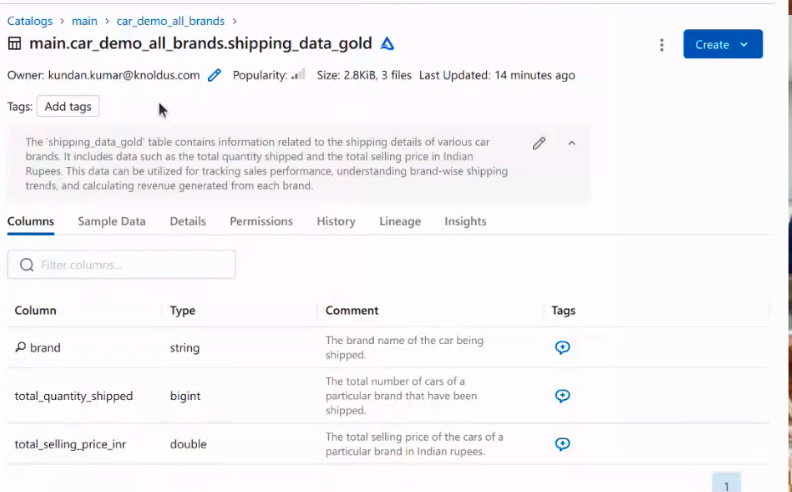 Catalogs > main > car_demo_all_brands >
main.car_demo_all_brands.shipping_data_gold
Create
Owner: kundan.kumar@knoldus.com Popularity: Size: 2.8KiB, 3 files Last Updated: 14 minutes ago
Tags: Add tags
The 'shipping_data_gold' table contains information related to the shipping details of various car
brands. It includes data such as the total quantity shipped and the total selling price in Indian
Rupees. This data can be utilized for tracking sales performance, understanding brand-wise shipping
trends, and calculating revenue generated from each brand.
Columns Sample Data Details Permissions History Lineage Insights
Filter columns...
Column Type Comment Tags
brand string The brand name of the car being
shipped.
total_quantity_shipped bigint The total number of cars of a
particular brand that have been
shipped.
total_selling_price_inr double The total selling price of the cars of a
particular brand in Indian rupees.
1